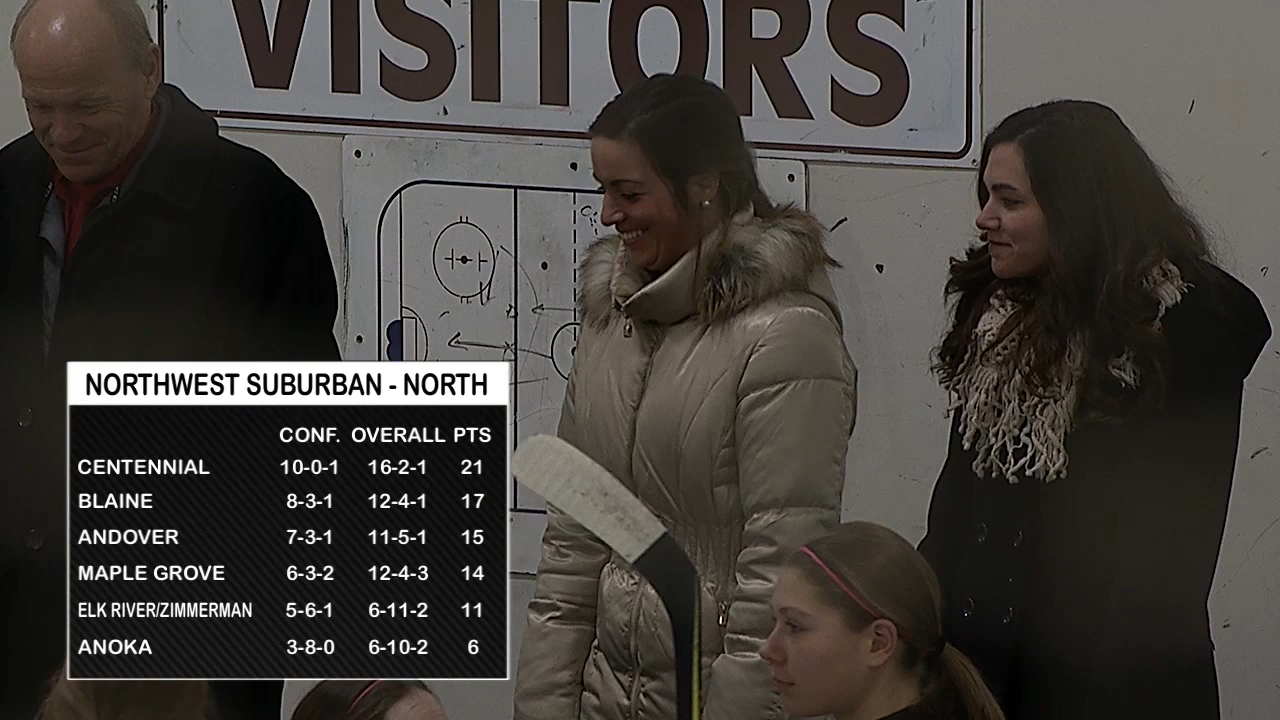 VISITORS
NORTHWEST SUBURBAN - NORTH
CONF. OVERALL PTS
CENTENNIAL 10-0-1 16-2-1 21
BLAINE 8-3-1 12-4-1 17
ANDOVER 7-3-1 11-5-1 15
MAPLE GROVE 6-3-2 12-4-3 14
ELK RIVER/ZIMMERMAN 5-6-1 6-11-2 11
ANOKA 3-8-0 6-10-2 6